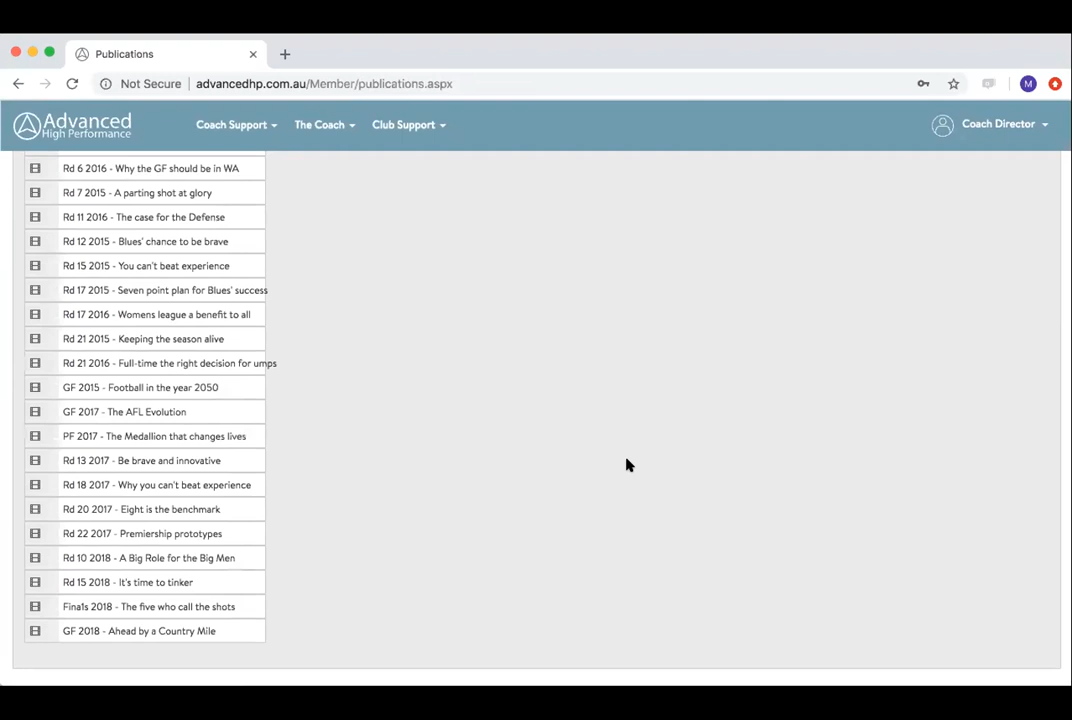 Publications
Not Secure
advancedhp.com.au/Member/publications.aspx
M
Advanced
High Performance
Coach Support
The Coach
Club Support
Coach Director
Rd 6 2016 - Why the GF should be in WA
Rd 7 2015 - A parting shot at glory
Rd 11 2016 - The case for the Defense
Rd 12 2015 - Blues' chance to be brave
Rd 15 2015 - You can't beat experience
Rd 17 2015 - Seven point plan for Blues' success
Rd 17 2016 - Womens league a benefit to all
Rd 21 2015 - Keeping the season alive
Rd 21 2016 - Full-time the right decision for umps
GF 2015 - Football in the year 2050
GF 2017 - The AFL Evolution
PF 2017 - The Medallion that changes lives
Rd 13 2017 - Be brave and innovative
Rd 18 2017 - Why you can't beat experience
Rd 20 2017 - Eight is the benchmark
Rd 22 2017 - Premiership prototypes
Rd 10 2018 - A Big Role for the Big Men
Rd 15 2018 - It's time to tinker
Finals 2018 - The five who call the shots
GF 2018 - Ahead by a Country Mile